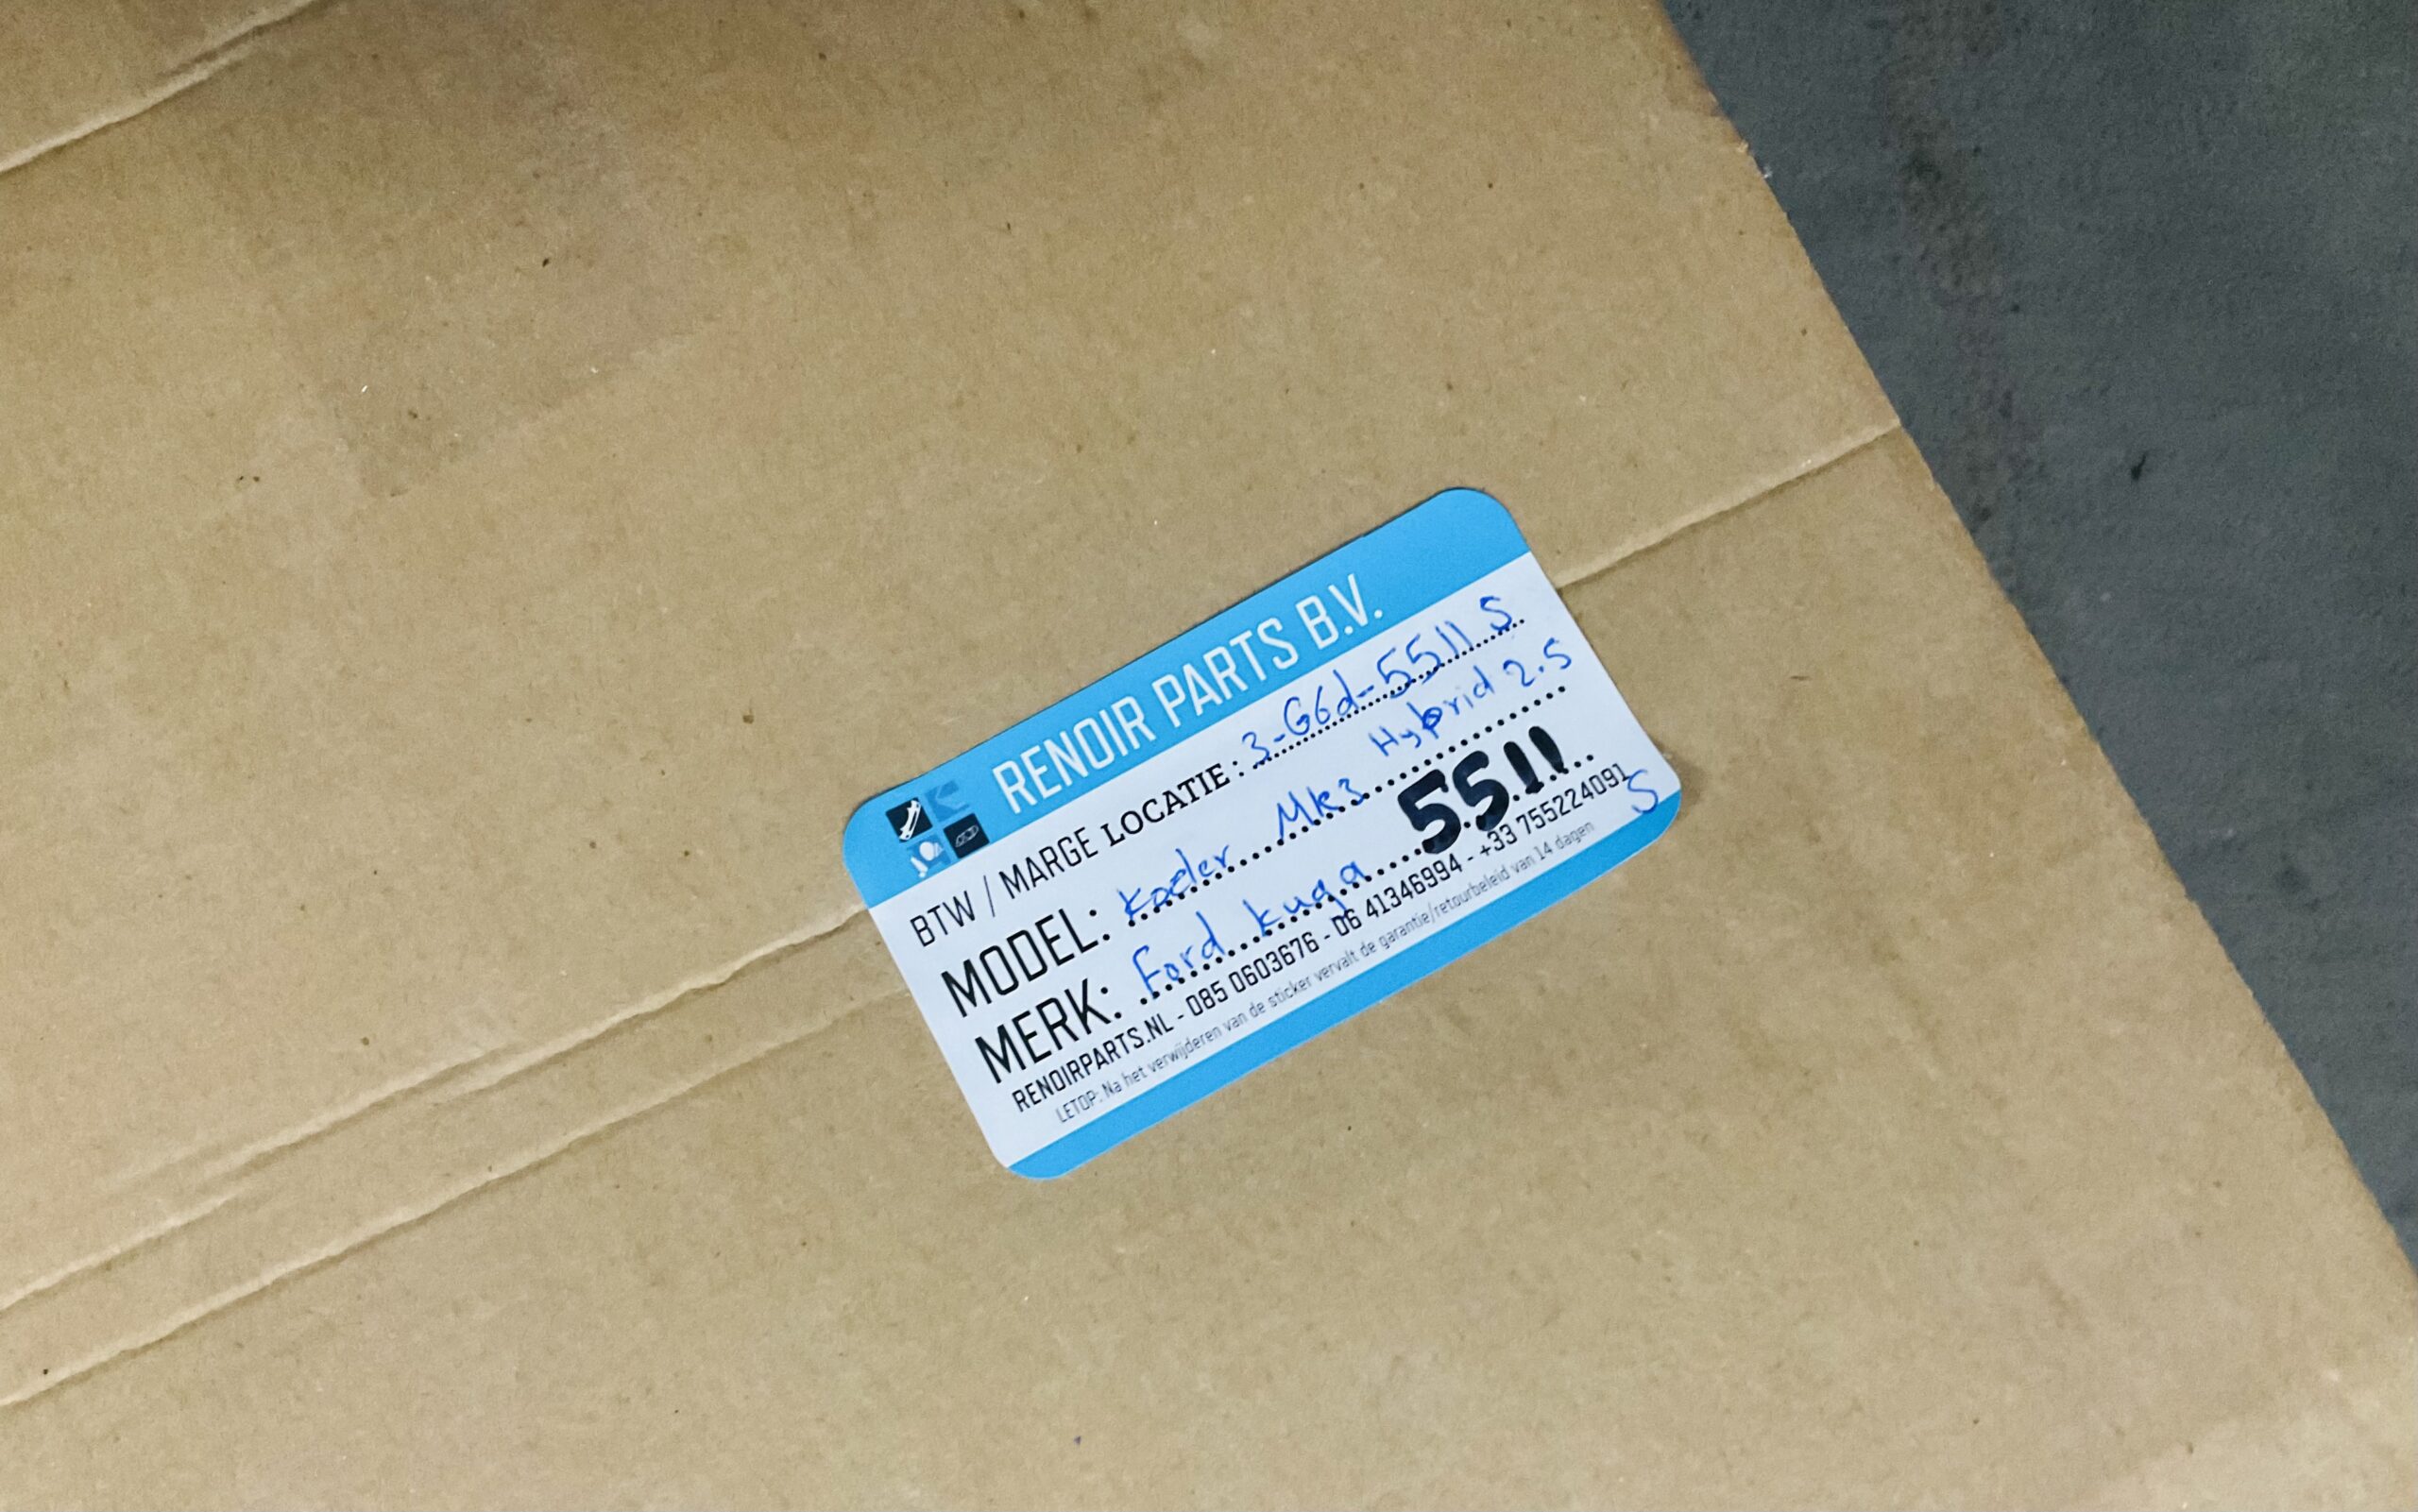 RENOIR PARTS B.V.
BTW / MARGE LOCATIE: 3-G6d-5511 S
MODEL: Kader Mk3 Hybrid 2.5
MERK: Ford Kuga 5511 S
RENOIRPARTS.NL - 085 0603676 - 06 41346994 - +33 755224091
LETOP: Na het verwijderen van de sticker vervalt de garantie/retourbeleid van 14 dagen